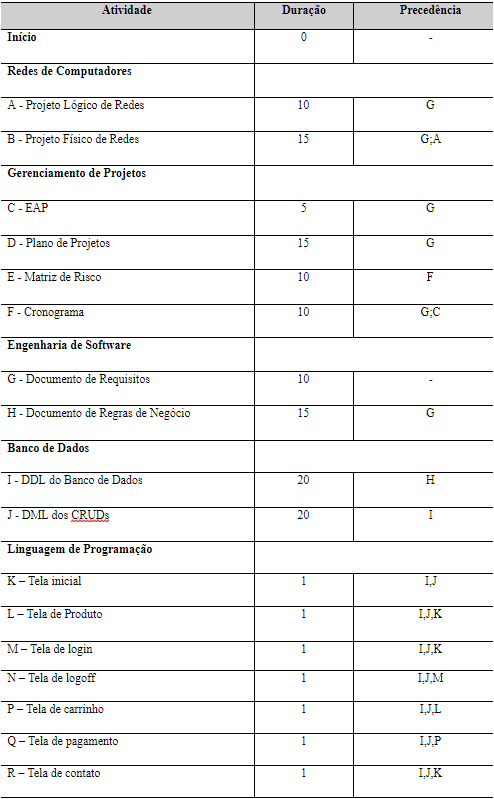 Atividade Duração Precedência
Início 0 -
Redes de Computadores
A - Projeto Lógico de Redes 10 G
B - Projeto Físico de Redes 15 G;A
Gerenciamento de Projetos
C - EAP 5 G
D - Plano de Projetos 15 G
E - Matriz de Risco 10 F
F - Cronograma 10 G;C
Engenharia de Software
G - Documento de Requisitos 10 -
H - Documento de Regras de Negócio 15 G
Banco de Dados
I - DDL do Banco de Dados 20 H
J - DML dos CRUDs 20 I
Linguagem de Programação
K – Tela inicial 1 I,J
L – Tela de Produto 1 I,J,K
M – Tela de login 1 I,J,K
N – Tela de logoff 1 I,J,M
P – Tela de carrinho 1 I,J,L
Q – Tela de pagamento 1 I,J,P
R – Tela de contato 1 I,J,K